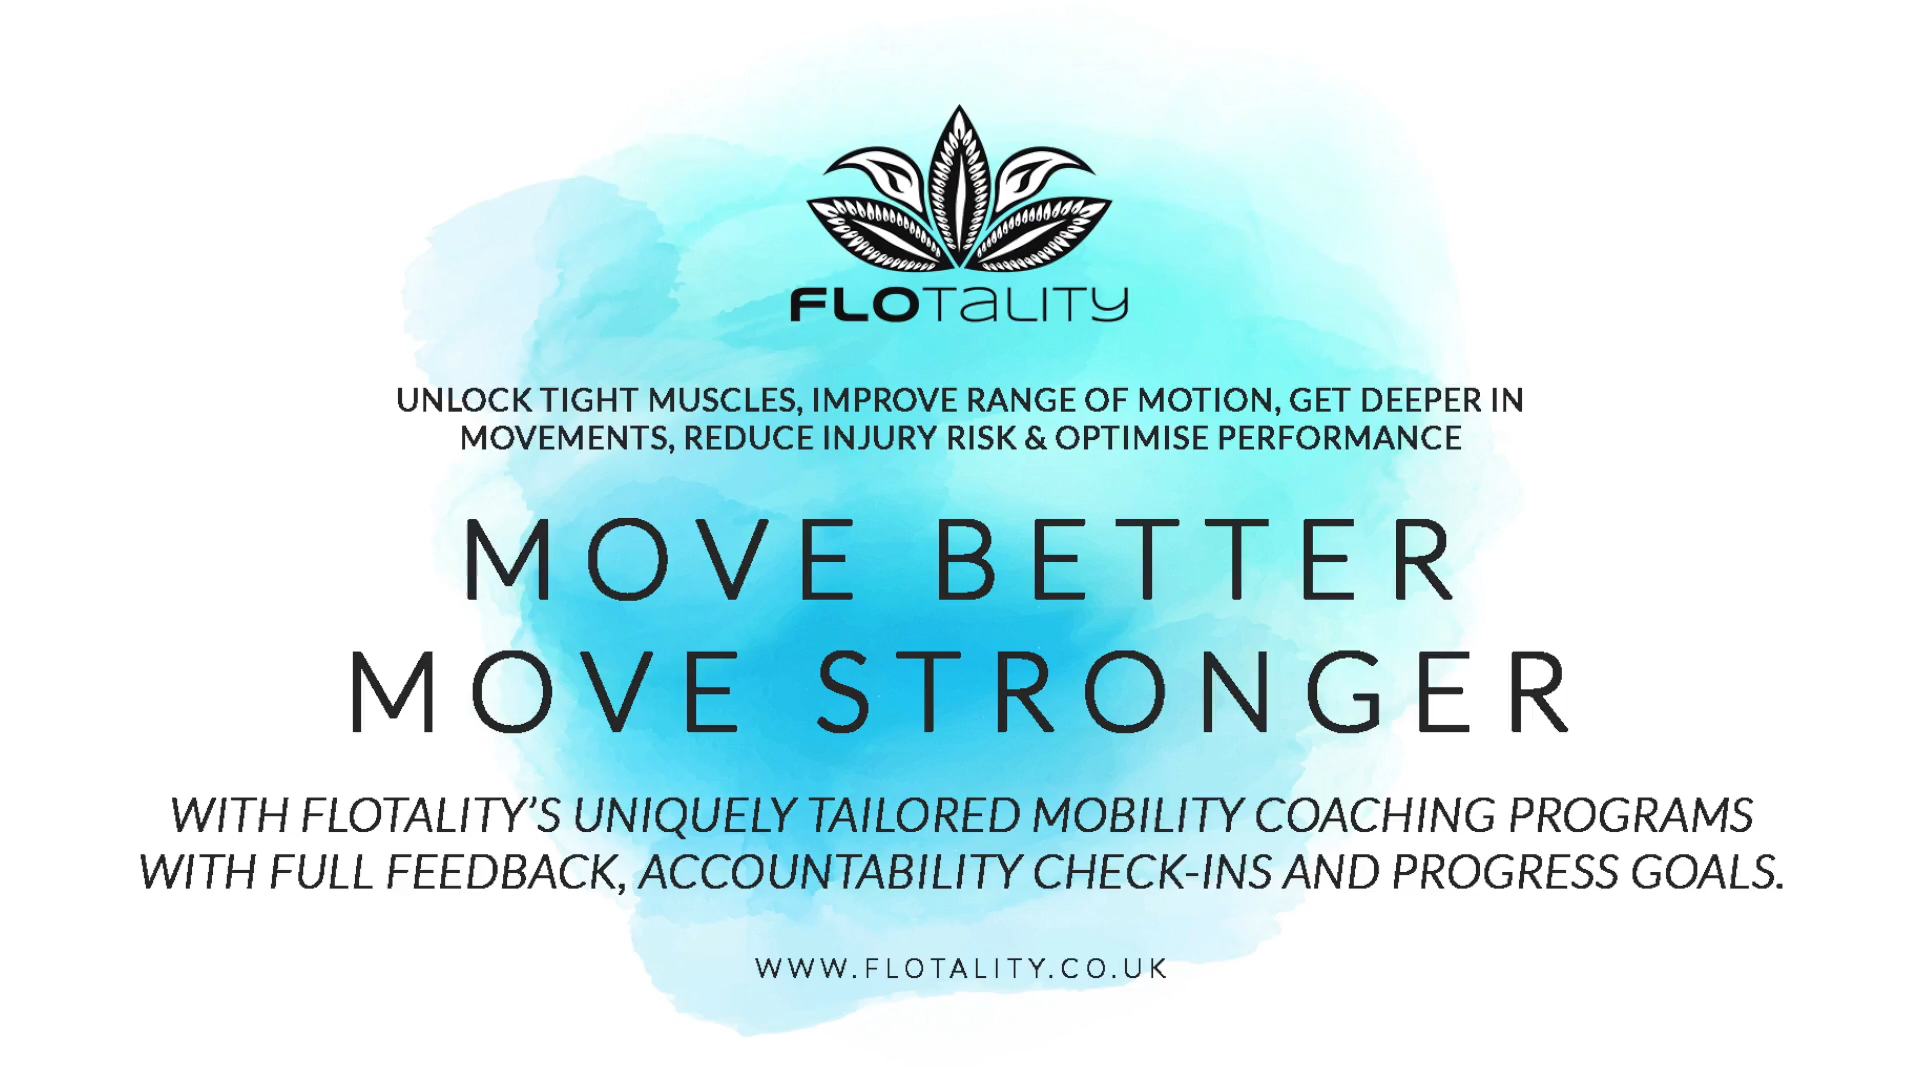 FLOTALITY
UNLOCK TIGHT MUSCLES, IMPROVE RANGE OF MOTION, GET DEEPER IN
MOVEMENTS, REDUCE INJURY RISK & OPTIMISE PERFORMANCE
MOVE BETTER
MOVE STRONGER
WITH FLOTALITY’S UNIQUELY TAILORED MOBILITY COACHING PROGRAMS
WITH FULL FEEDBACK, ACCOUNTABILITY CHECK-INS AND PROGRESS GOALS.
WWW.FLOTALITY.CO.UK